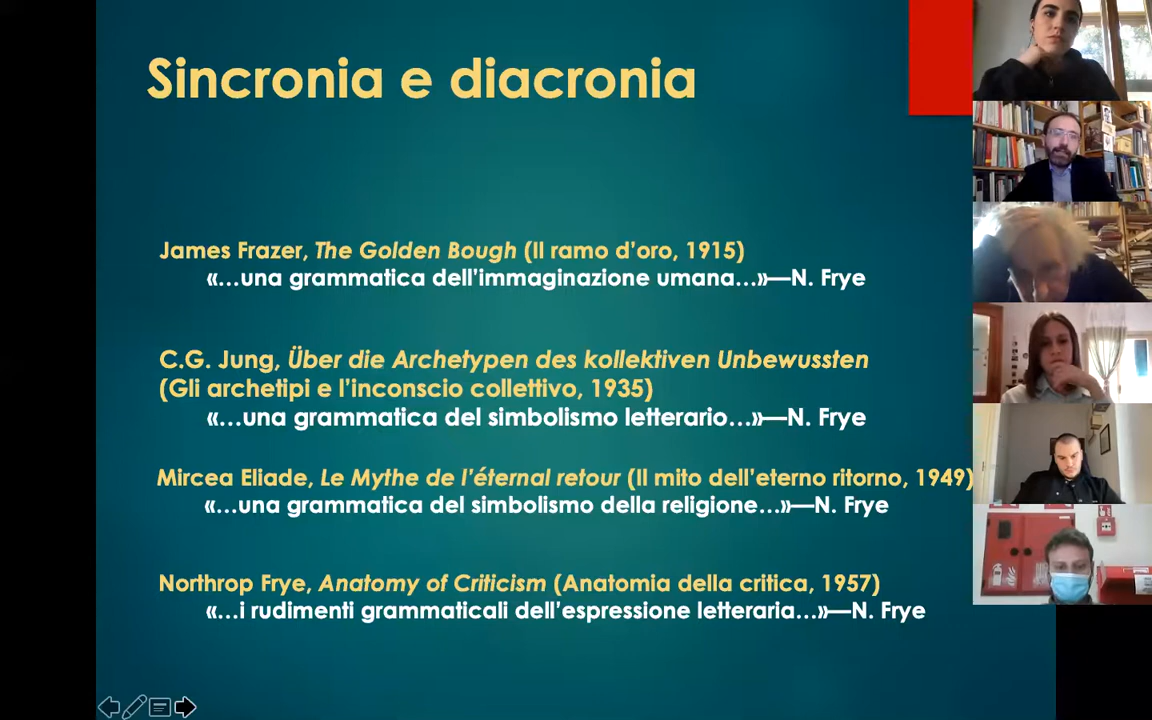 Sincronia e diacronia
James Frazer, The Golden Bough (Il ramo d’oro, 1915)
«…una grammatica dell’immaginazione umana…»—N. Frye
C.G. Jung, Über die Archetypen des kollektiven Unbewussten
(Gli archetipi e l’inconscio collettivo, 1935)
«…una grammatica del simbolismo letterario…»—N. Frye
Mircea Eliade, Le Mythe de l’éternal retour (Il mito dell’eterno ritorno, 1949)
«…una grammatica del simbolismo della religione…»—N. Frye
Northrop Frye, Anatomy of Criticism (Anatomia della critica, 1957)
«…i rudimenti grammaticali dell’espressione letteraria…»—N. Frye